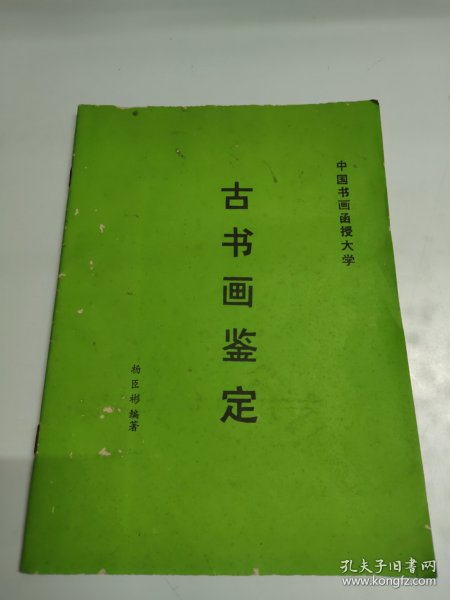 中国书画函授大学
古书画鉴定
杨臣彬 编著
孔夫子旧书网
www.kongfz.com